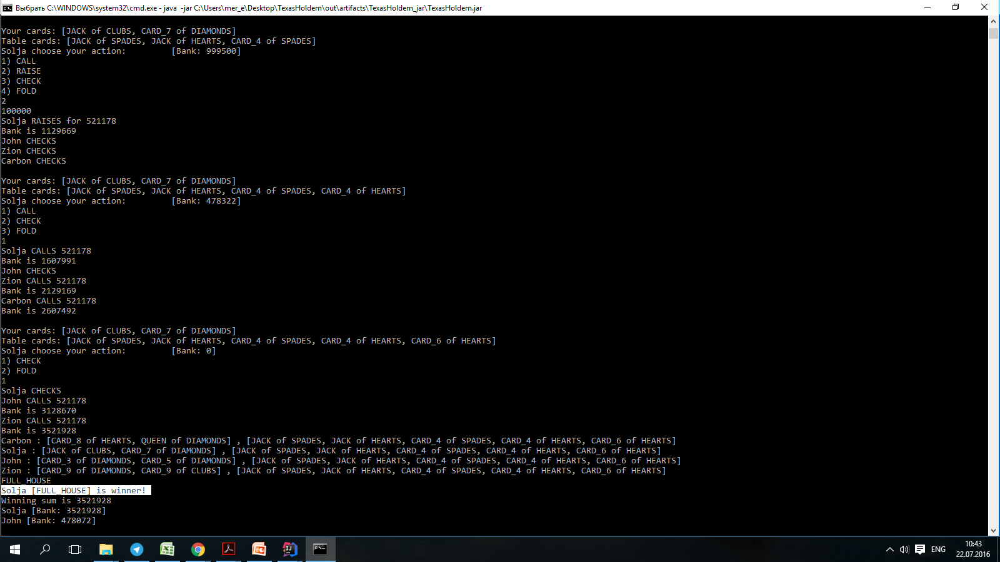 Выбрать C:\WINDOWS\system32\cmd.exe - java -jar C:\Users\mer_e\Desktop\TexasHoldem\out\artifacts\TexasHoldem_jar\TexasHoldem.jar
Your cards: [JACK of CLUBS, CARD_7 of DIAMONDS]
Table cards: [JACK of SPADES, JACK of HEARTS, CARD_4 of SPADES]
Solja choose your action: [Bank: 999500]
1) CALL
2) RAISE
3) CHECK
4) FOLD
2
100000
Solja RAISES for 521178
Bank is 1129669
John CHECKS
Zion CHECKS
Carbon CHECKS
Your cards: [JACK of CLUBS, CARD_7 of DIAMONDS]
Table cards: [JACK of SPADES, JACK of HEARTS, CARD_4 of SPADES, CARD_4 of HEARTS]
Solja choose your action: [Bank: 478322]
1) CALL
2) CHECK
3) FOLD
1
Solja CALLS 521178
Bank is 1607991
John CHECKS
Zion CALLS 521178
Bank is 2129169
Carbon CALLS 521178
Bank is 2607492
Your cards: [JACK of CLUBS, CARD_7 of DIAMONDS]
Table cards: [JACK of SPADES, JACK of HEARTS, CARD_4 of SPADES, CARD_4 of HEARTS, CARD_6 of HEARTS]
Solja choose your action: [Bank: 0]
1) CHECK
2) FOLD
1
Solja CHECKS
John CALLS 521178
Bank is 3128670
Zion CALLS 521178
Bank is 3521928
Carbon : [CARD_8 of HEARTS, QUEEN of DIAMONDS] , [JACK of SPADES, JACK of HEARTS, CARD_4 of SPADES, CARD_4 of HEARTS, CARD_6 of HEARTS]
Solja : [JACK of CLUBS, CARD_7 of DIAMONDS] , [JACK of SPADES, JACK of HEARTS, CARD_4 of SPADES, CARD_4 of HEARTS, CARD_6 of HEARTS]
John : [CARD_3 of DIAMONDS, CARD_5 of DIAMONDS] , [JACK of SPADES, JACK of HEARTS, CARD_4 of SPADES, CARD_4 of HEARTS, CARD_6 of HEARTS]
Zion : [CARD_9 of DIAMONDS, CARD_9 of CLUBS] , [JACK of SPADES, JACK of HEARTS, CARD_4 of SPADES, CARD_4 of HEARTS, CARD_6 of HEARTS]
FULL_HOUSE
Solja [FULL_HOUSE] is winner!
Winning sum is 3521928
Solja [Bank: 3521928]
John [Bank: 478072]
ENG
10:43
22.07.2016